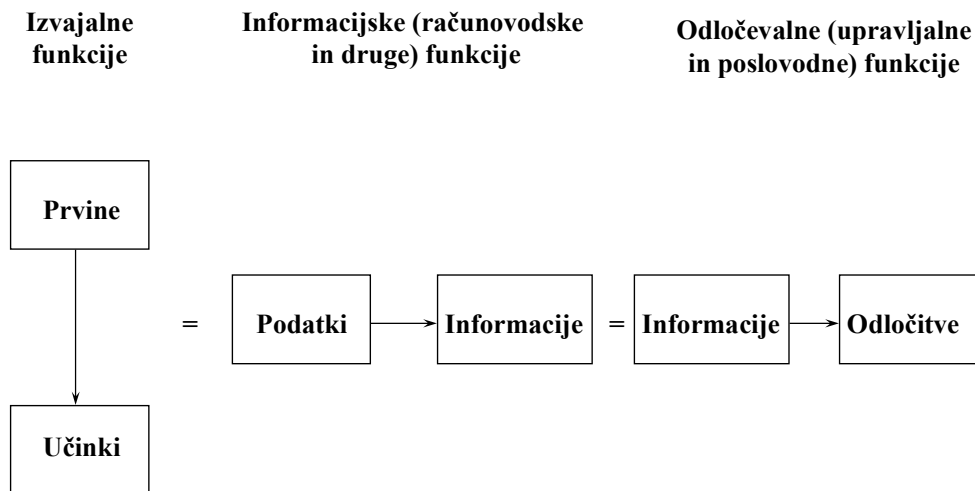 Izvajalne
funkcije
Informacijske (računovodske
in druge) funkcije
Odločevalne (upravljalne
in poslovodne) funkcije
Prvine
= Podatki Informacije = Informacije Odločitve
Učinki